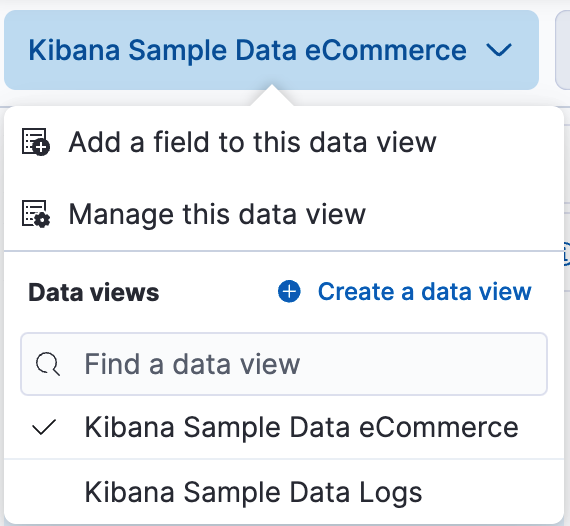 Kibana Sample Data eCommerce
Add a field to this data view
Manage this data view
Data views
Create a data view
Find a data view
Kibana Sample Data eCommerce
Kibana Sample Data Logs